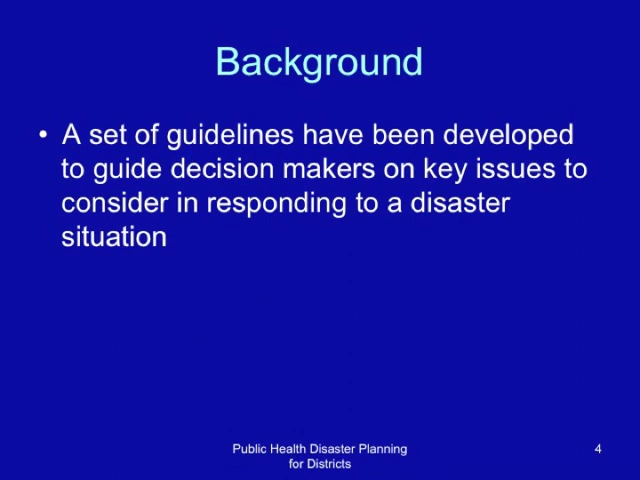 Background
• A set of guidelines have been developed
to guide decision makers on key issues to
consider in responding to a disaster
situation
Public Health Disaster Planning
for Districts
4